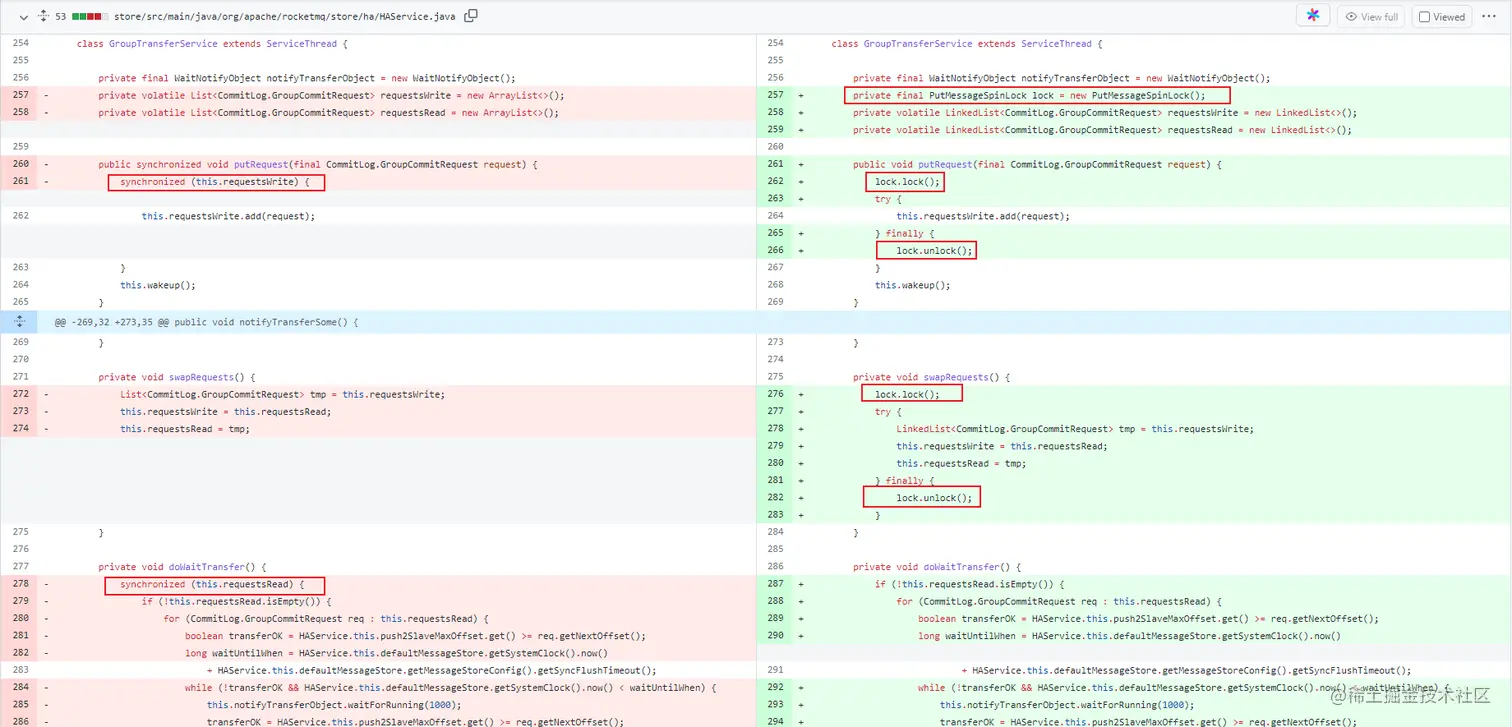 53 store/src/main/java/org/apache/rocketmq/store/ha/HAService.java View full Viewed
254 class GroupTransferService extends ServiceThread {
255
256 private final WaitNotifyObject notifyTransferObject = new WaitNotifyObject();
257 - private volatile List<CommitLog.GroupCommitRequest> requestsWrite = new ArrayList<>();
258 - private volatile List<CommitLog.GroupCommitRequest> requestsRead = new ArrayList<>();
259
260 - public synchronized void putRequest(final CommitLog.GroupCommitRequest request) {
261 - synchronized (this.requestsWrite) {
262 this.requestsWrite.add(request);
263 }
264 this.wakeup();
265 }
@@ -269,32 +273,35 @@ public void notifyTransferSome() {
269 }
270
271 private void swapRequests() {
272 - List<CommitLog.GroupCommitRequest> tmp = this.requestsWrite;
273 - this.requestsWrite = this.requestsRead;
274 - this.requestsRead = tmp;
275 }
276
277 private void doWaitTransfer() {
278 - synchronized (this.requestsRead) {
279 - if (!this.requestsRead.isEmpty()) {
280 - for (CommitLog.GroupCommitRequest req : this.requestsRead) {
281 - boolean transferOK = HAService.this.push2SlaveMaxOffset.get() >= req.getNextOffset();
282 - long waitUntilWhen = HAService.this.defaultMessageStore.getSystemClock().now()
283 + HAService.this.defaultMessageStore.getMessageStoreConfig().getSyncFlushTimeout();
284 - while (!transferOK && HAService.this.defaultMessageStore.getSystemClock().now() < waitUntilWhen) {
285 - this.notifyTransferObject.waitForRunning(1000);
286 - transferOK = HAService.this.push2SlaveMaxOffset.get() >= req.getNextOffset();
254 class GroupTransferService extends ServiceThread {
255
256 private final WaitNotifyObject notifyTransferObject = new WaitNotifyObject();
257 + private final PutMessageSpinLock lock = new PutMessageSpinLock();
258 + private volatile LinkedList<CommitLog.GroupCommitRequest> requestsWrite = new LinkedList<>();
259 + private volatile LinkedList<CommitLog.GroupCommitRequest> requestsRead = new LinkedList<>();
260
261 + public void putRequest(final CommitLog.GroupCommitRequest request) {
262 + lock.lock();
263 + try {
264 this.requestsWrite.add(request);
265 + } finally {
266 + lock.unlock();
267 }
268 this.wakeup();
269 }
273 }
274
275 private void swapRequests() {
276 + lock.lock();
277 + try {
278 + LinkedList<CommitLog.GroupCommitRequest> tmp = this.requestsWrite;
279 + this.requestsWrite = this.requestsRead;
280 + this.requestsRead = tmp;
281 + } finally {
282 + lock.unlock();
283 + }
284 }
285
286 private void doWaitTransfer() {
287 + if (!this.requestsRead.isEmpty()) {
288 + for (CommitLog.GroupCommitRequest req : this.requestsRead) {
289 + boolean transferOK = HAService.this.push2SlaveMaxOffset.get() >= req.getNextOffset();
290 + long waitUntilWhen = HAService.this.defaultMessageStore.getSystemClock().now()
291 + HAService.this.defaultMessageStore.getMessageStoreConfig().getSyncFlushTimeout();
292 + while (!transferOK && HAService.this.defaultMessageStore.getSystemClock().now() < waitUntilWhen) {
293 + this.notifyTransferObject.waitForRunning(1000);
294 + transferOK = HAService.this.push2SlaveMaxOffset.get() >= req.getNextOffset();
@稀土掘金技术社区